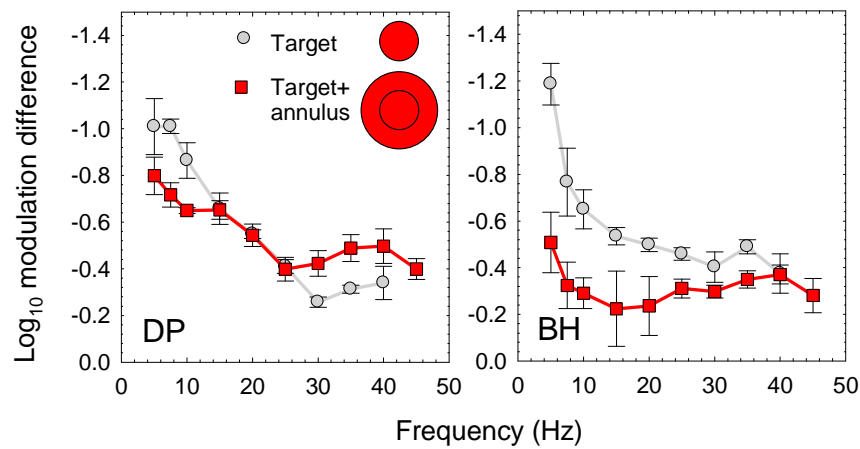 Log10 modulation difference
-1.4
-1.2
-1.0
-0.8
-0.6
-0.4
-0.2
0.0
Target
Target+
annulus
DP
0 10 20 30 40 50
-1.4
-1.2
-1.0
-0.8
-0.6
-0.4
-0.2
0.0
BH
0 10 20 30 40 50
Frequency (Hz)